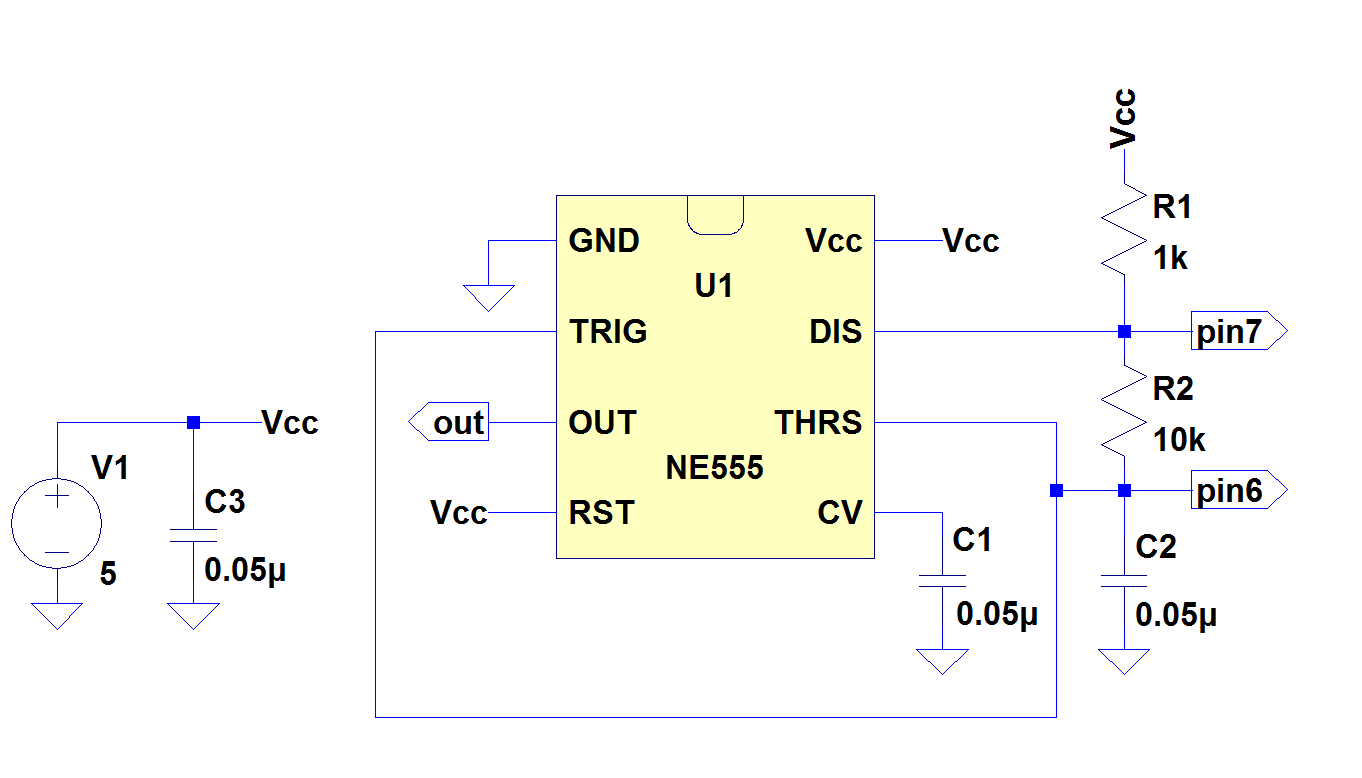 Vcc
R1
1k
GND
Vcc
Vcc
U1
TRIG
DIS
pin7
R2
10k
Vcc
out
OUT
THRS
V1
NE555
pin6
C3
Vcc
RST
CV
C1
C2
5
0.05µ
0.05µ
0.05µ